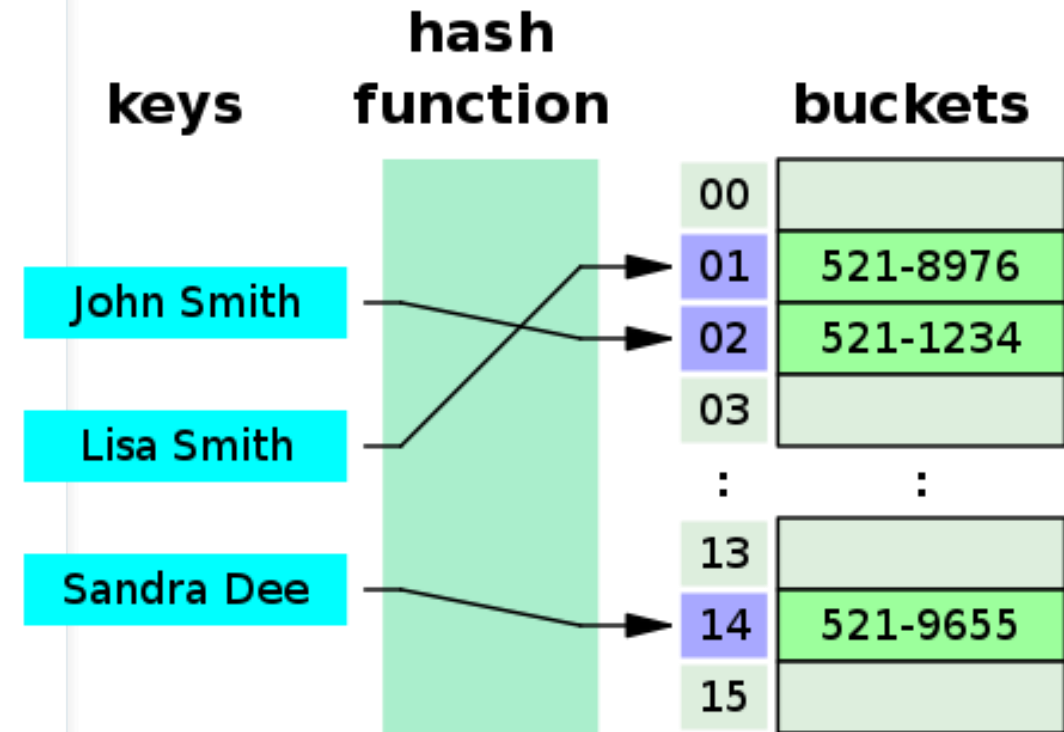 hash
keys function buckets
00
01 521-8976
John Smith
02 521-1234
03
Lisa Smith
: :
13
Sandra Dee
14 521-9655
15